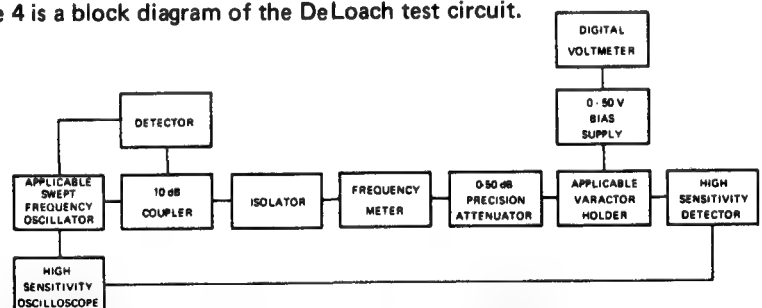 e 4 is a block diagram of the DeLoach test circuit.
DIGITAL
VOLTMETER
0 - 50 V
BIAS
SUPPLY
DETECTOR
APPLICABLE
SWEPT
FREQUENCY
OSCILLATOR
10 dB
COUPLER
ISOLATOR
FREQUENCY
METER
0-50 dB
PRECISION
ATTENUATOR
APPLICABLE
VARACTOR
HOLDER
HIGH
SENSITIVITY
DETECTOR
HIGH
SENSITIVITY
OSCILLOSCOPE